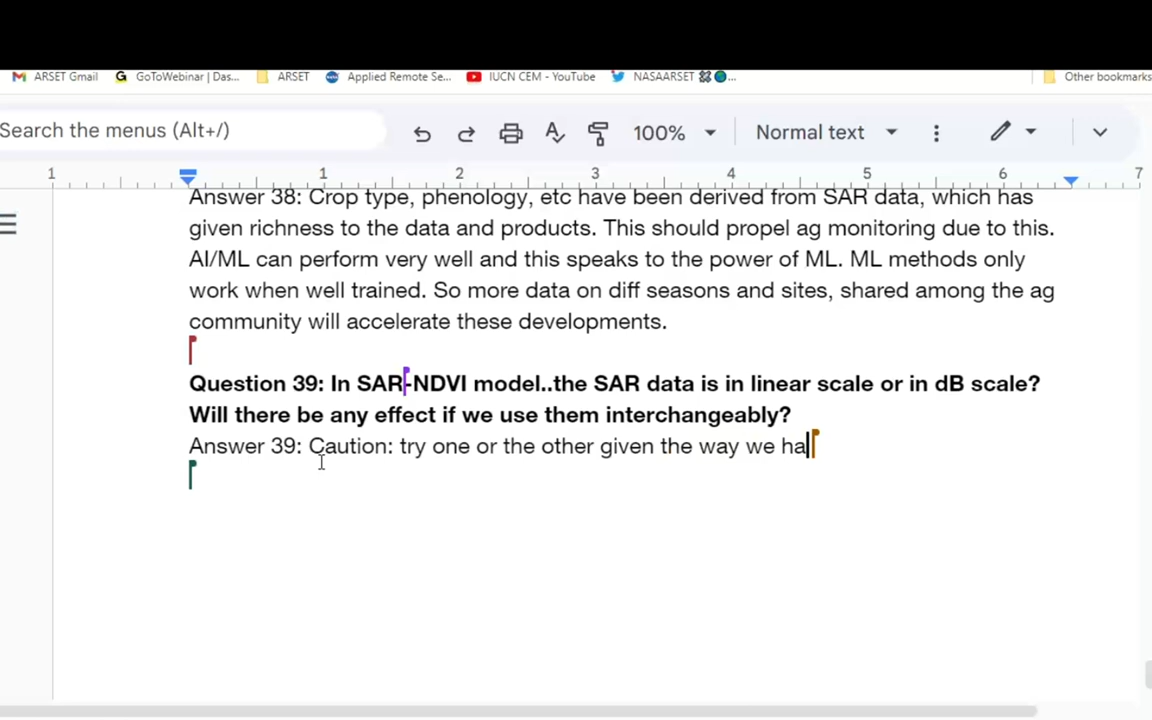 ARSET Gmail GoToWebinar | Das... ARSET Applied Remote Se... IUCN CEM - YouTube NASAARSET 🛰🌎... Other bookmarks
Search the menus (Alt+/) 100% Normal text
1 1 2 3 4 5 6 7
Answer 38: Crop type, phenology, etc have been derived from SAR data, which has
given richness to the data and products. This should propel ag monitoring due to this.
AI/ML can perform very well and this speaks to the power of ML. ML methods only
work when well trained. So more data on diff seasons and sites, shared among the ag
community will accelerate these developments.
Question 39: In SAR-NDVI model..the SAR data is in linear scale or in dB scale?
Will there be any effect if we use them interchangeably?
Answer 39: Caution: try one or the other given the way we ha